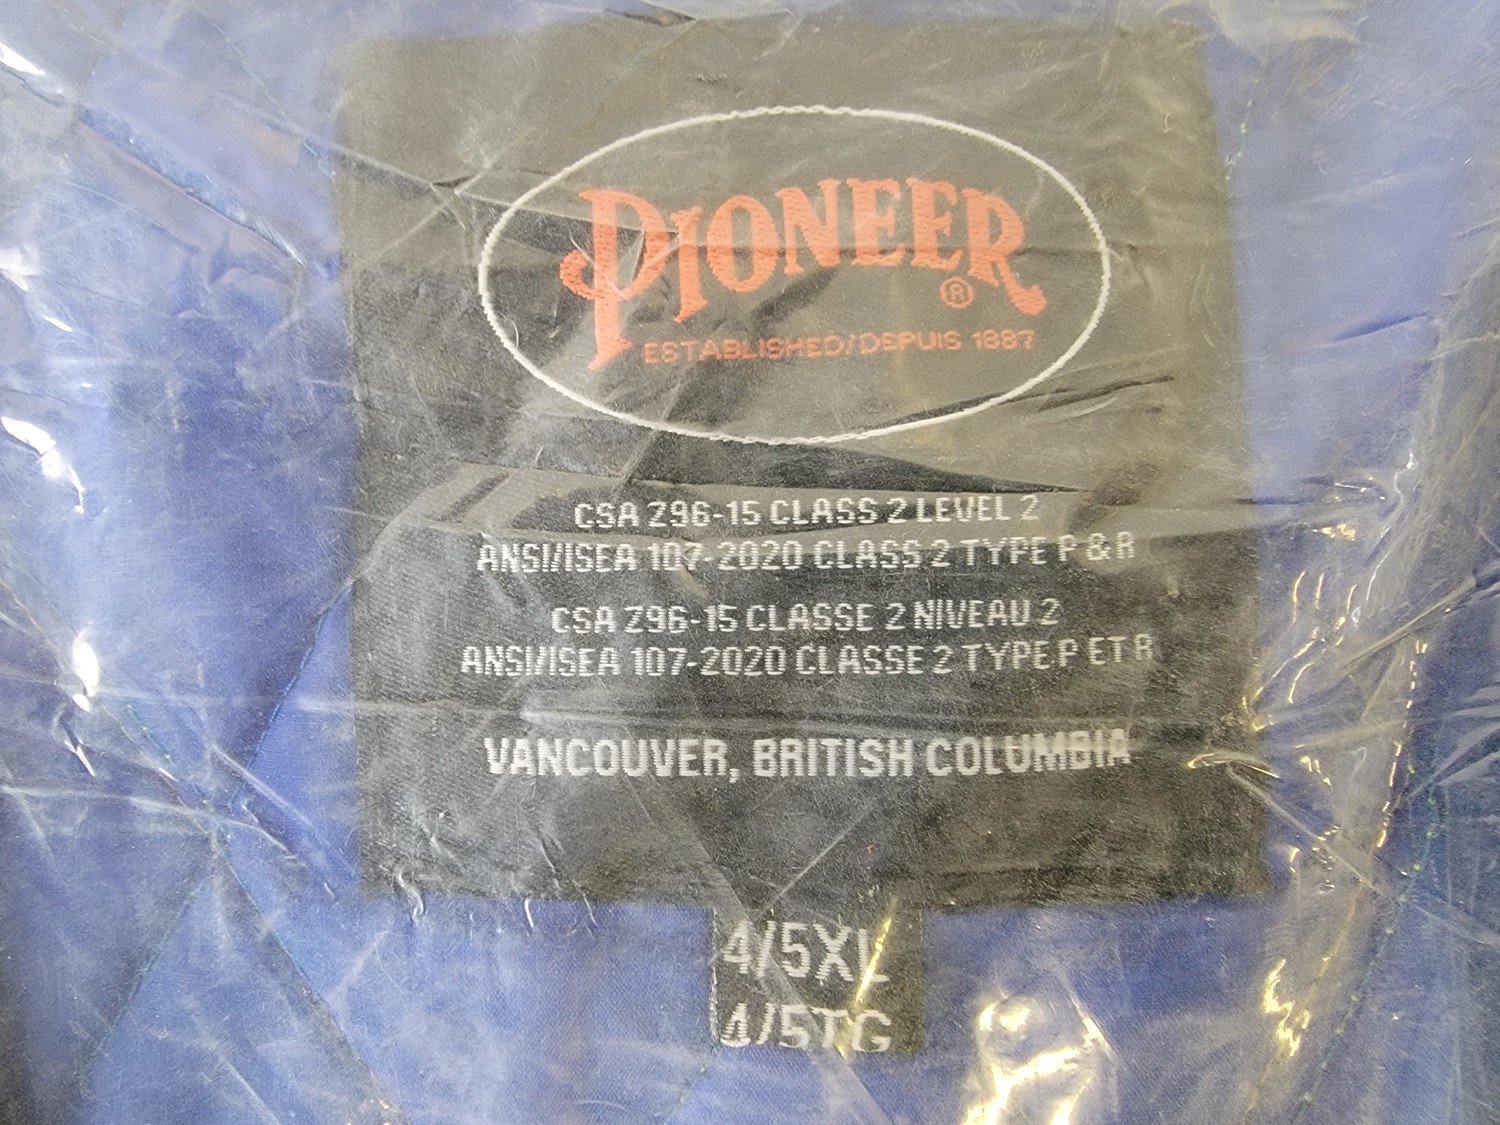 PIONEER ®
ESTABLISHED/DEPUIS 1887
CSA Z96-15 CLASS 2 LEVEL 2
ANSI/ISEA 107-2020 CLASS 2 TYPE P & R
CSA Z96-15 CLASSE 2 NIVEAU 2
ANSI/ISEA 107-2020 CLASSE 2 TYPE P ET R
VANCOUVER, BRITISH COLUMBIA
4/5XL
4/5TG